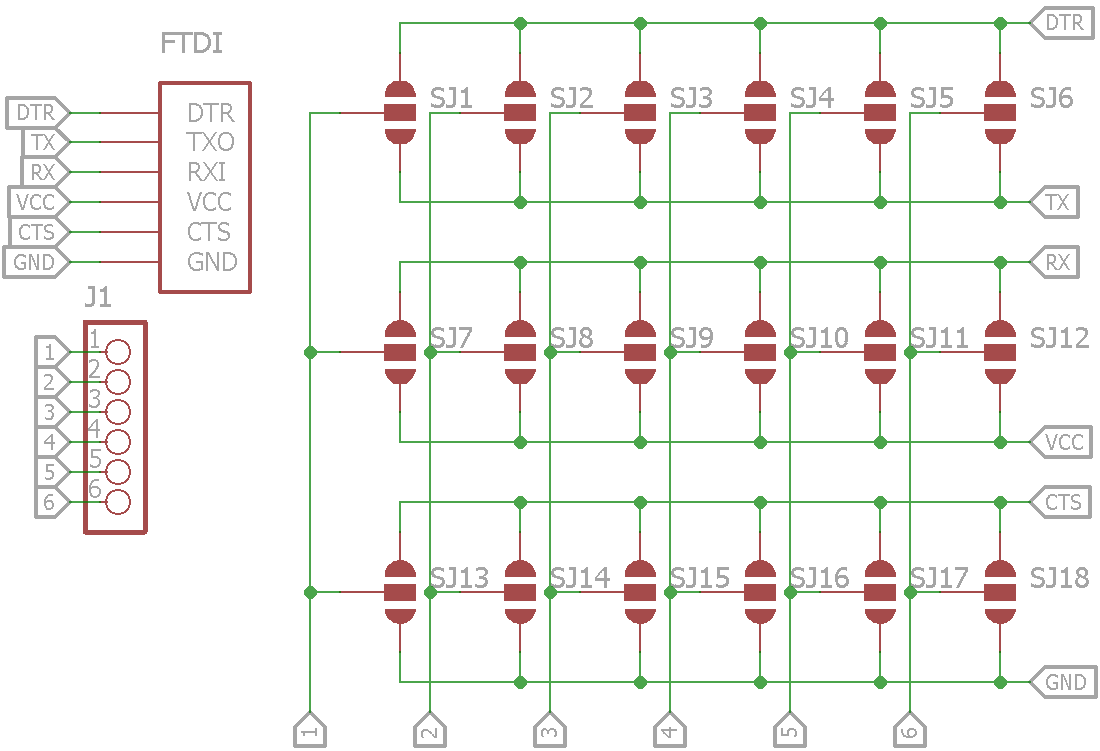 FTDI
DTR
TX
RX
VCC
CTS
GND
DTR
TXO
RXI
VCC
CTS
GND
J1
1
2
3
4
5
6
1
2
3
4
5
6
DTR
SJ1 SJ2 SJ3 SJ4 SJ5 SJ6
TX
RX
SJ7 SJ8 SJ9 SJ10 SJ11 SJ12
VCC
CTS
SJ13 SJ14 SJ15 SJ16 SJ17 SJ18
GND
1 2 3 4 5 6